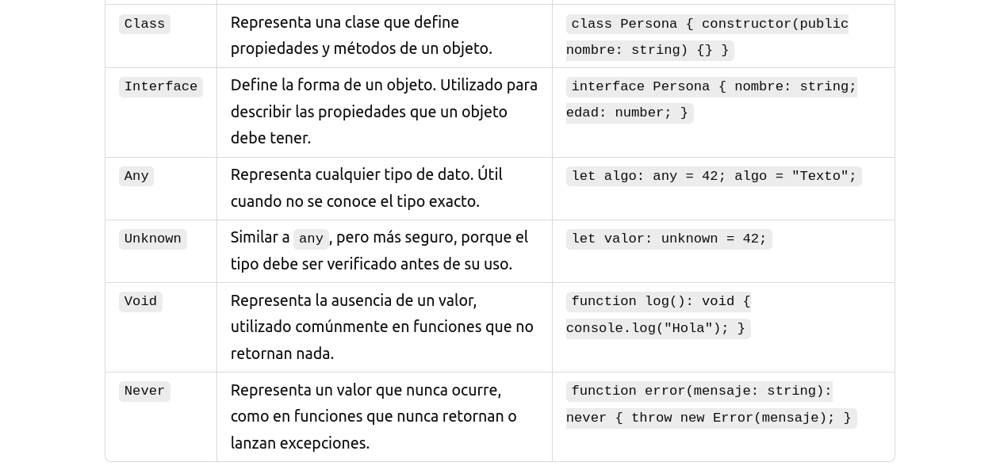 Class
Representa una clase que define
propiedades y métodos de un objeto.
class Persona { constructor(public
nombre: string) {} }
Interface
Define la forma de un objeto. Utilizado para
describir las propiedades que un objeto
debe tener.
interface Persona { nombre: string;
edad: number; }
Any
Representa cualquier tipo de dato. Útil
cuando no se conoce el tipo exacto.
let algo: any = 42; algo = "Texto";
Unknown
Similar a any, pero más seguro, porque el
tipo debe ser verificado antes de su uso.
let valor: unknown = 42;
Void
Representa la ausencia de un valor,
utilizado comúnmente en funciones que no
retornan nada.
function log(): void {
console.log("Hola"); }
Never
Representa un valor que nunca ocurre,
como en funciones que nunca retornan o
lanzan excepciones.
function error(mensaje: string):
never { throw new Error(mensaje); }